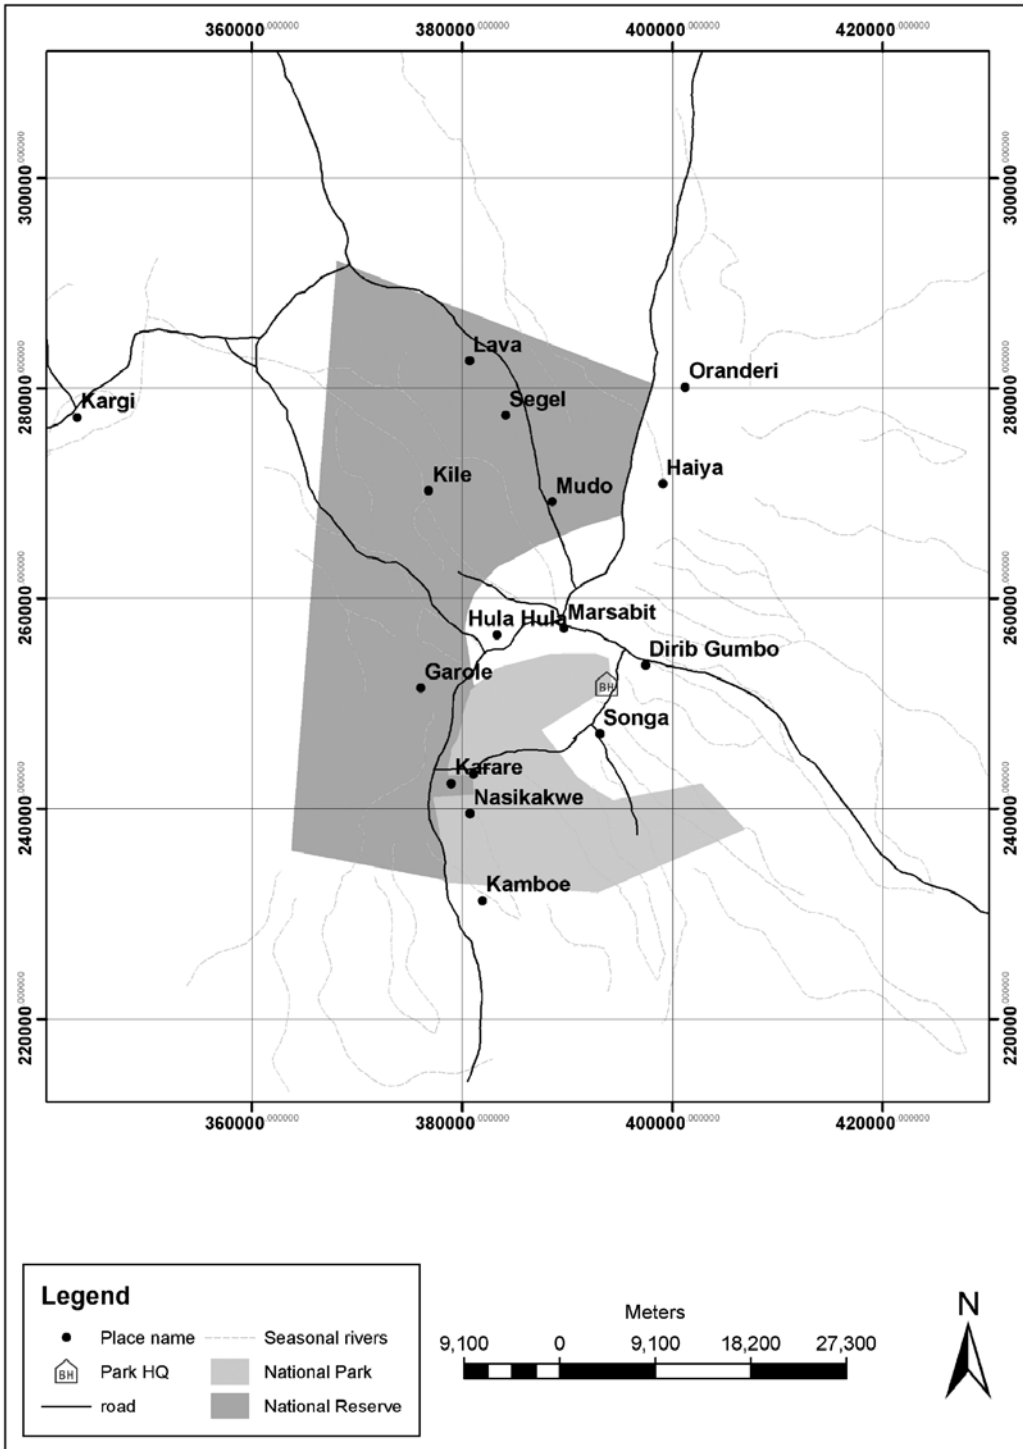 360000.000000 380000.000000 400000.000000 420000.000000
300000.000000 300000.000000
Lava
Oranderi
280000.000000 280000.000000
Kargi
Segel
Haiya
Kile
Mudo
260000.000000 260000.000000
Hula Hula
Marsabit
Dirib Gumbo
Garole
BH
Songa
Karare
Nasikakwe
240000.000000 240000.000000
Kamboe
220000.000000 220000.000000
360000.000000 380000.000000 400000.000000 420000.000000
Legend
Place name Seasonal rivers
BH Park HQ National Park
road National Reserve
Meters
9,100 0 9,100 18,200 27,300
N